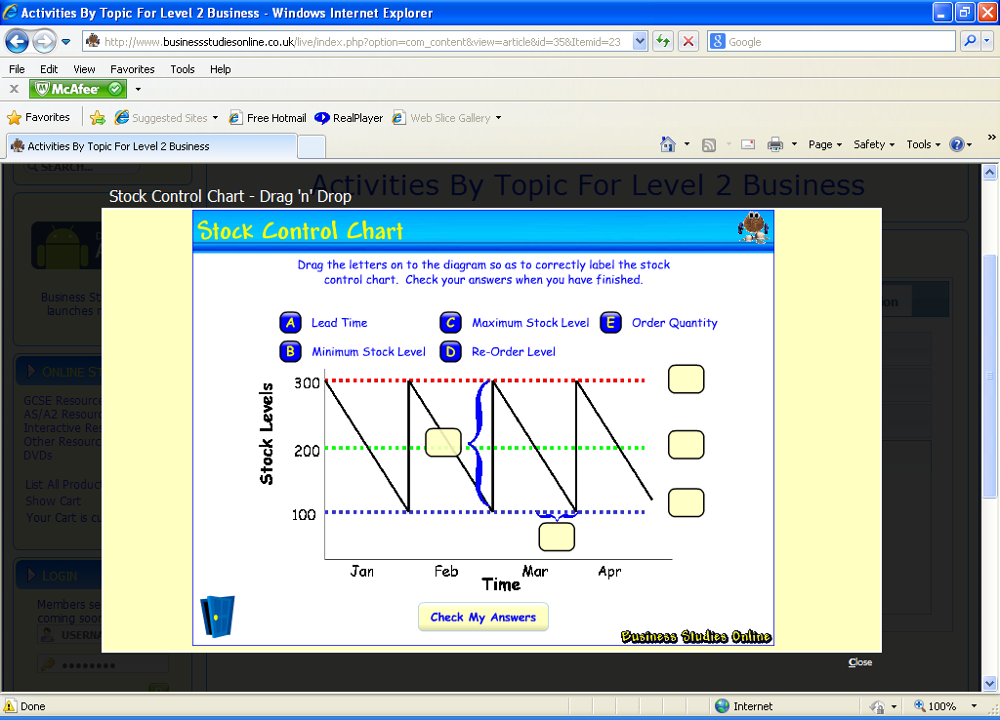 Activities By Topic For Level 2 Business - Windows Internet Explorer
http://www.businessstudiesonline.co.uk/live/index.php?option=com_content&view=article&id=35&Itemid=23
Google
File Edit View Favorites Tools Help
x McAfee
Favorites Suggested Sites Free Hotmail RealPlayer Web Slice Gallery
Activities By Topic For Level 2 Business
Page Safety Tools »
SEARCH...
Activities By Topic For Level 2 Business
Stock Control Chart - Drag 'n' Drop
Stock Control Chart
Drag the letters on to the diagram so as to correctly label the stock
control chart. Check your answers when you have finished.
A Lead Time C Maximum Stock Level E Order Quantity
B Minimum Stock Level D Re-Order Level
Stock Levels
300
200
100
Jan Feb Mar Apr
Time
Check My Answers
Business Studies Online
Close
Business St
launches
ONLINE S
GCSE Resource
AS/A2 Resourc
Interactive Res
Other Resourc
DVDs
List All Produc
Show Cart
Your Cart is cu
LOGIN
Members se
coming soon
USERNA
Done Internet 100%